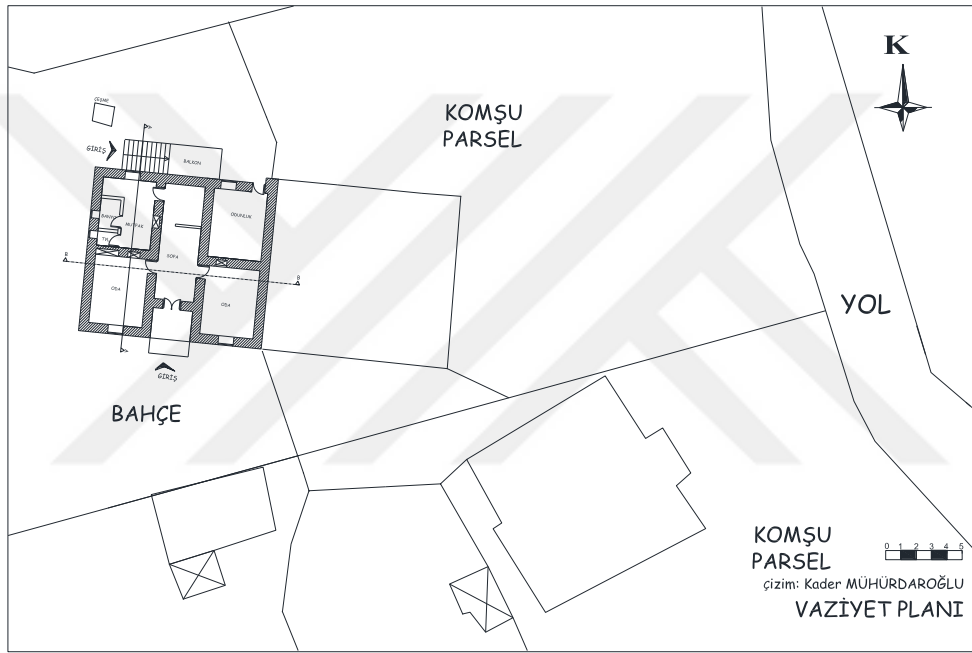 K
KOMŞU
PARSEL
ÇEŞME
GİRİŞ
BALKON
BANYO
MUTFAK
ODUNLUK
SOFA
B
B
ODA
ODA
GİRİŞ
BAHÇE
YOL
KOMŞU
PARSEL
0 1 2 3 4 5
çizim: Kader MÜHÜRDAROĞLU
VAZİYET PLANI